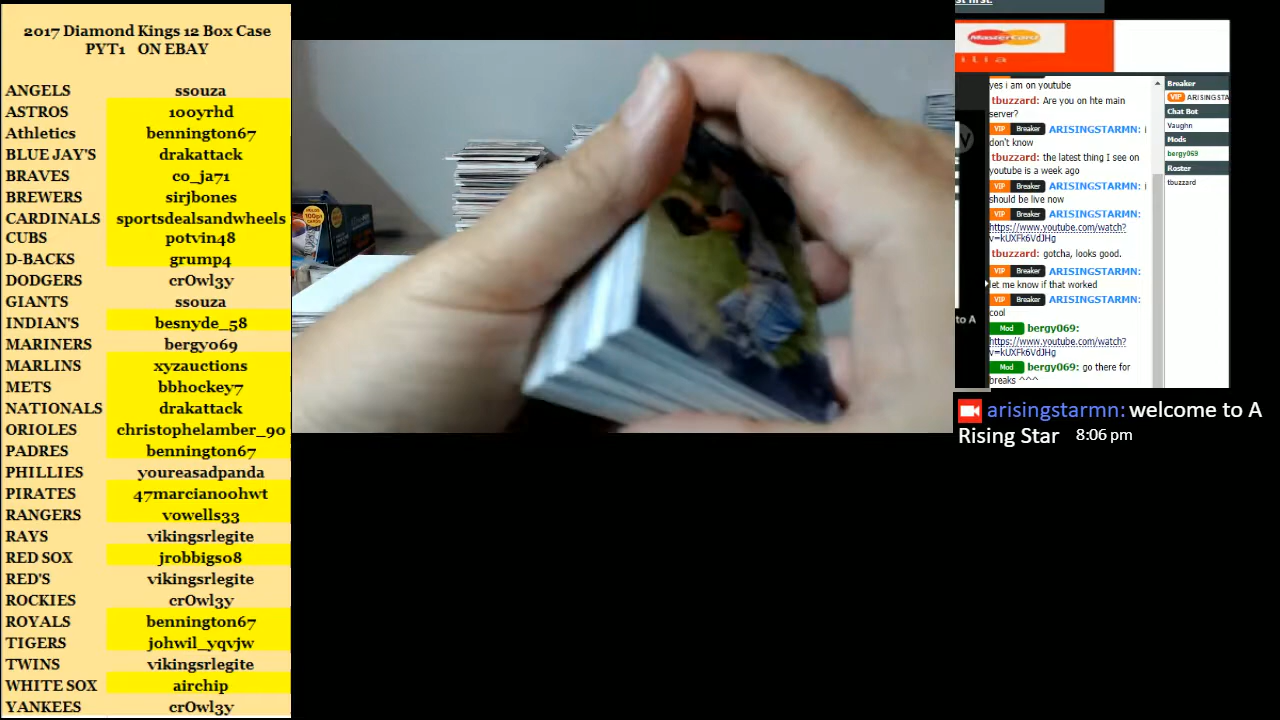 2017 Diamond Kings 12 Box Case
PYT1 ON EBAY
ANGELS ssouza
ASTROS 100yrhd
Athletics bennington67
BLUE JAY'S drakattack
BRAVES co_ja71
BREWERS sirjbones
CARDINALS sportsdealsandwheels
CUBS potvin48
D-BACKS grump4
DODGERS cr0wl3y
GIANTS ssouza
INDIAN'S besnyde_58
MARINERS bergy069
MARLINS xyzauctions
METS bbhockey7
NATIONALS drakattack
ORIOLES christophelamber_90
PADRES bennington67
PHILLIES youreasadpanda
PIRATES 47marcianoohwt
RANGERS vowells33
RAYS vikingsrlegite
RED SOX jrobbigs08
RED'S vikingsrlegite
ROCKIES cr0wl3y
ROYALS bennington67
TIGERS johwil_yqvjw
TWINS vikingsrlegite
WHITE SOX airchip
YANKEES cr0wl3y
st first.
MasterCard
yes i am on youtube
tbuzzard: Are you on hte main
server?
VIP Breaker ARISINGSTARMN: i
don't know
tbuzzard: the latest thing I see on
youtube is a week ago
VIP Breaker ARISINGSTARMN: i
should be live now
VIP Breaker ARISINGSTARMN:
https://www.youtube.com/watch?
v=kUXFk6VdJHg
tbuzzard: gotcha, looks good.
VIP Breaker ARISINGSTARMN:
let me know if that worked
VIP Breaker ARISINGSTARMN:
cool
Mod bergy069:
https://www.youtube.com/watch?
v=kUXFk6VdJHg
Mod bergy069: go there for
breaks ^^^
Breaker
VIP ARISINGSTA
Chat Bot
Vaughn
Mods
bergy069
Roster
tbuzzard
to A
arisingstarmn: welcome to A
Rising Star 8:06 pm